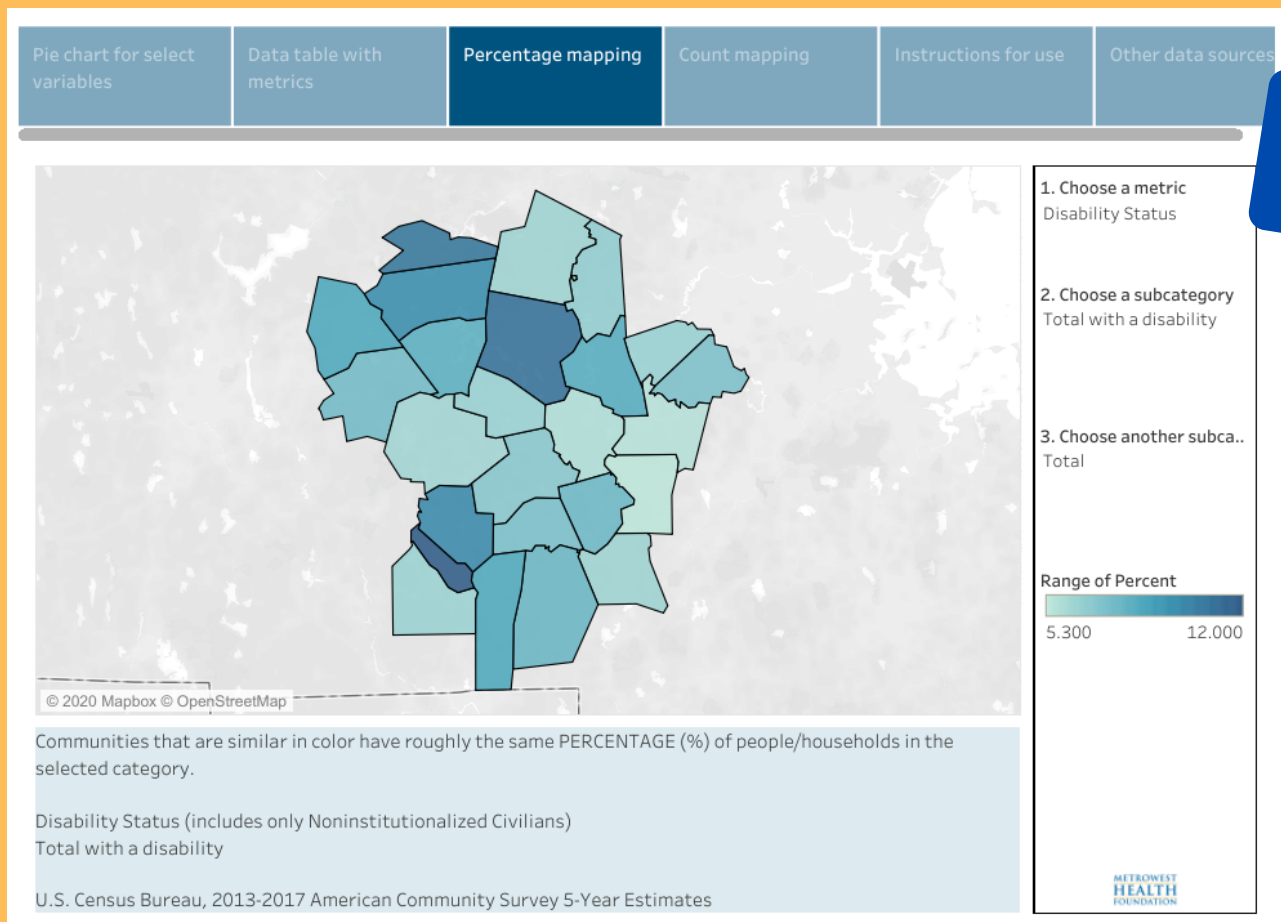 Pie chart for select
variables
Data table with
metrics
Percentage mapping
Count mapping
Instructions for use
Other data sources
1. Choose a metric
Disability Status
2. Choose a subcategory
Total with a disability
3. Choose another subca..
Total
Range of Percent
5.300 12.000
© 2020 Mapbox © OpenStreetMap
Communities that are similar in color have roughly the same PERCENTAGE (%) of people/households in the
selected category.
Disability Status (includes only Noninstitutionalized Civilians)
Total with a disability
U.S. Census Bureau, 2013-2017 American Community Survey 5-Year Estimates
METROWEST
HEALTH
FOUNDATION